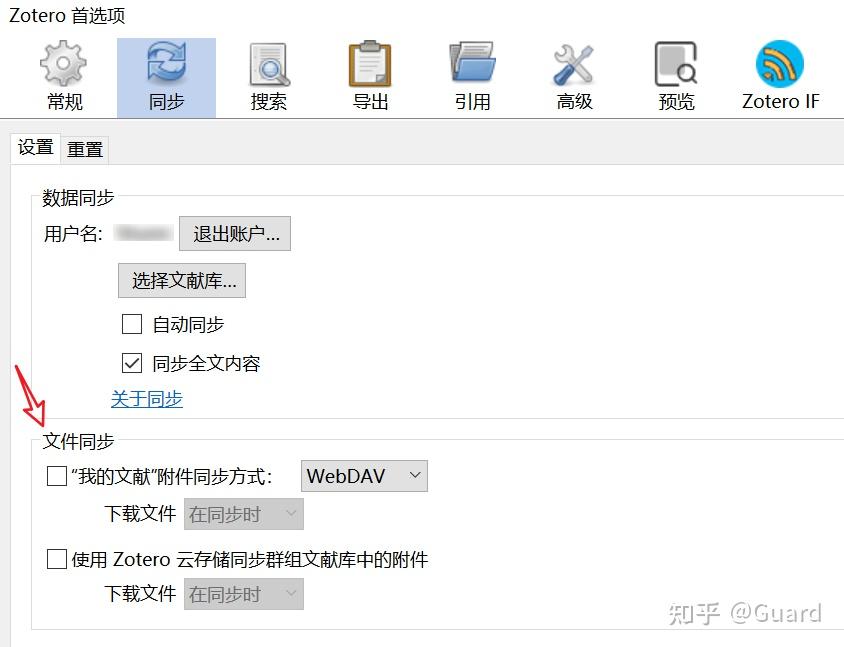 Zotero 首选项
常规 同步 搜索 导出 引用 高级 预览 Zotero IF
设置 重置
数据同步
用户名: 退出账户...
选择文献库...
自动同步
同步全文内容
关于同步
文件同步
“我的文献”附件同步方式: WebDAV
下载文件 在同步时
使用 Zotero 云存储同步群组文献库中的附件
下载文件 在同步时
知乎 @Guard